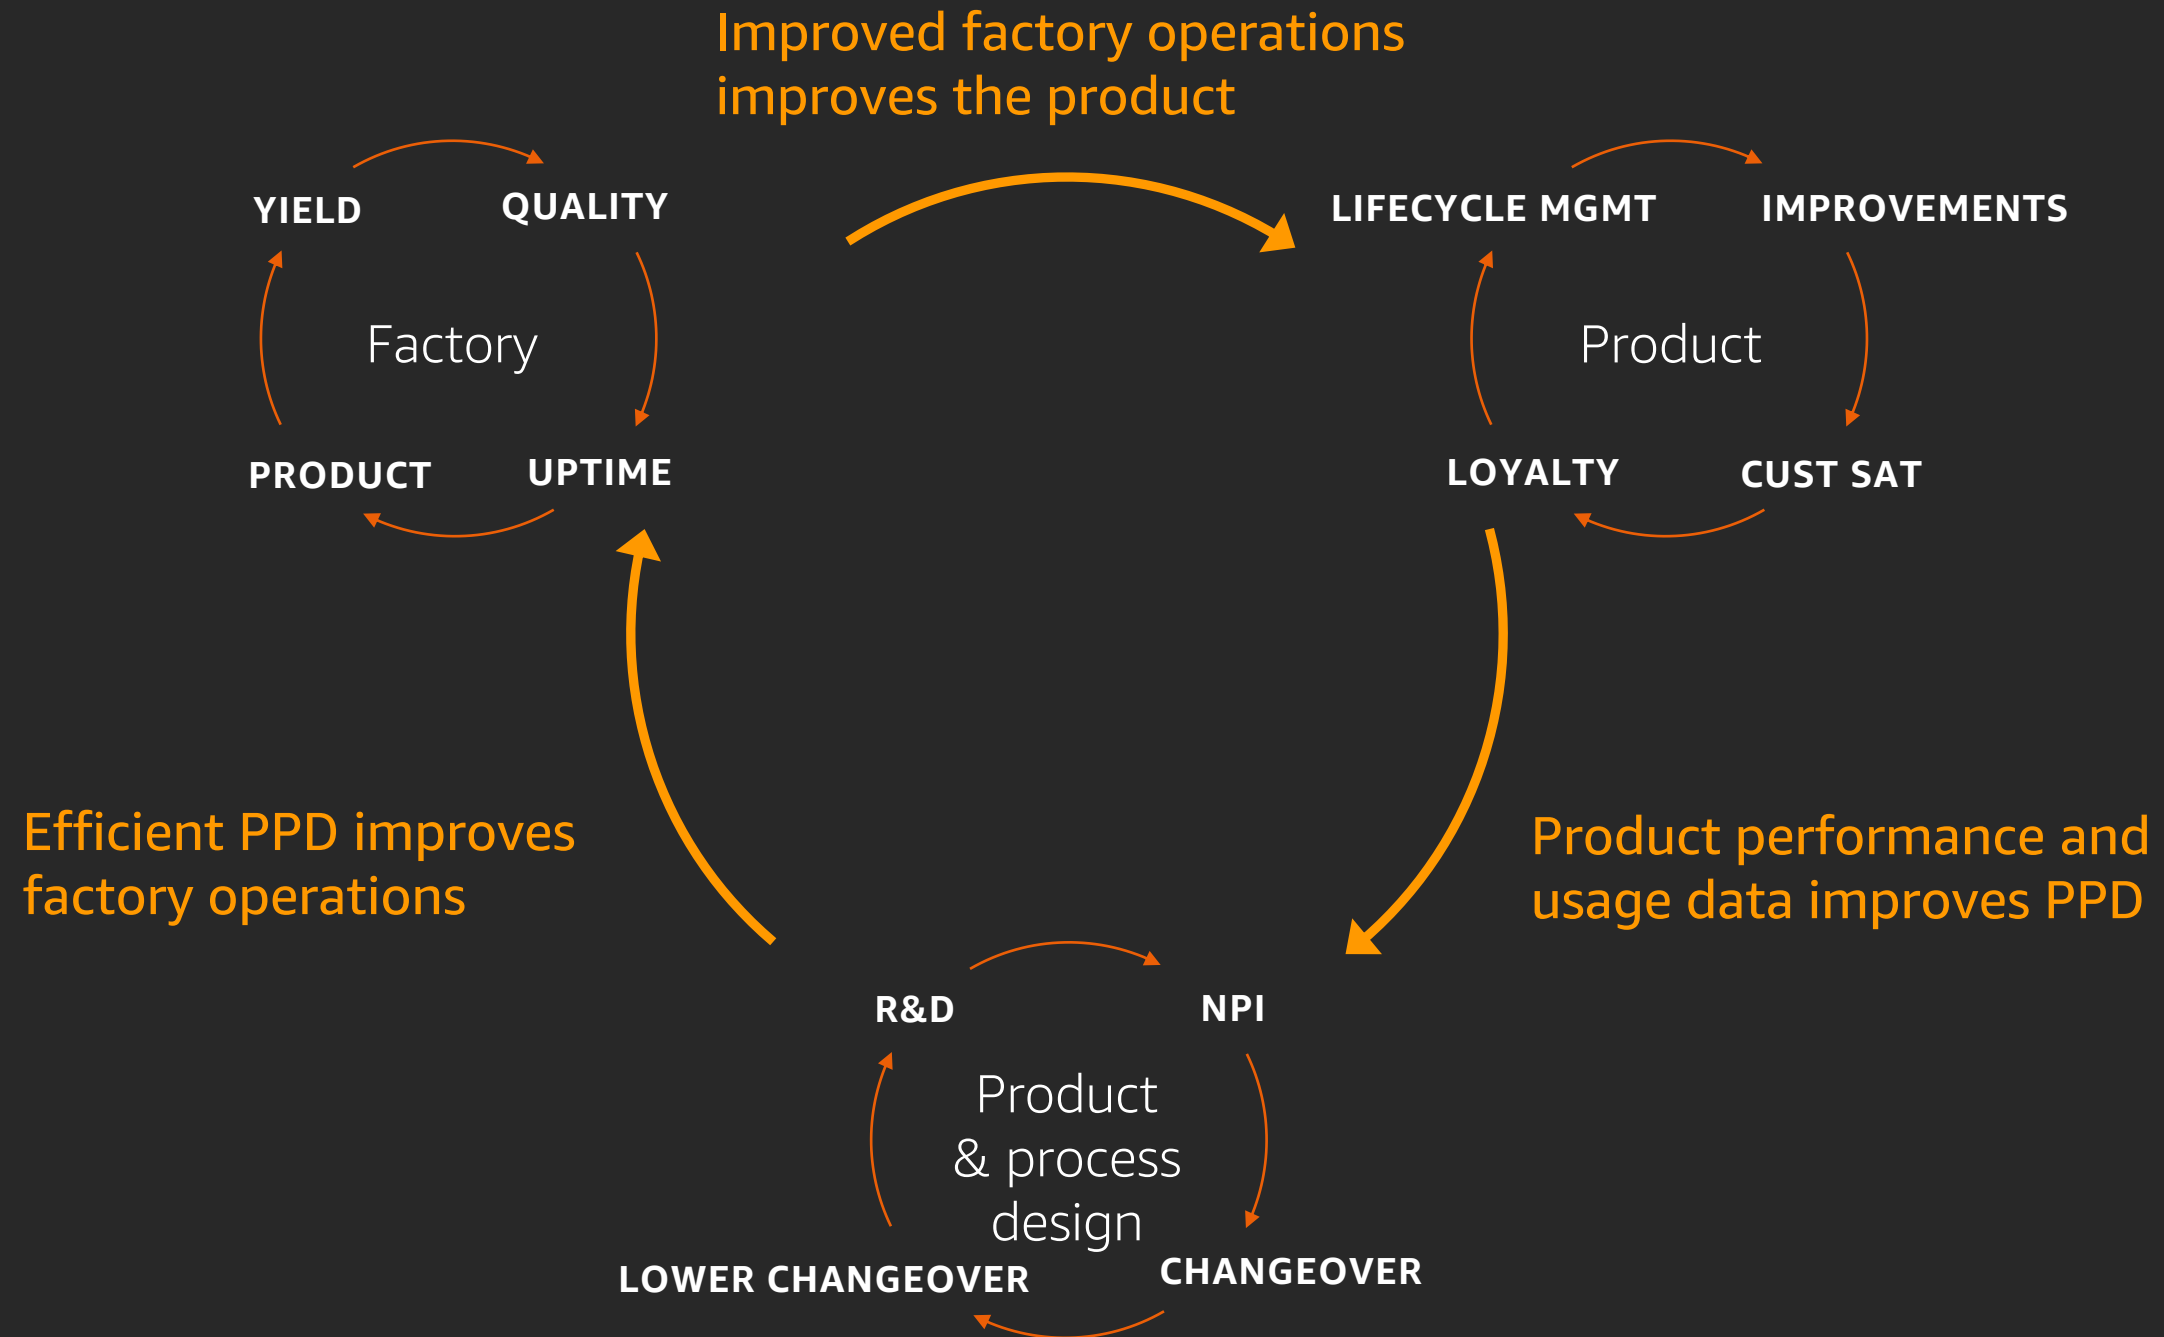 Improved factory operations
improves the product
YIELD
QUALITY
Factory
PRODUCT
UPTIME
LIFECYCLE MGMT
IMPROVEMENTS
Product
LOYALTY
CUST SAT
Efficient PPD improves
factory operations
Product performance and
usage data improves PPD
R&D
NPI
Product
& process
design
LOWER CHANGEOVER
CHANGEOVER